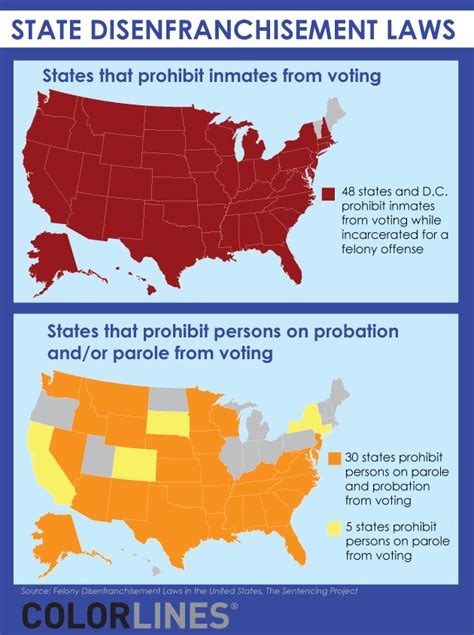 STATE DISENFRANCHISEMENT LAWS
States that prohibit inmates from voting
48 states and D.C.
prohibit inmates
from voting while
incarcerated for a
felony offense
States that prohibit persons on probation
and/or parole from voting
30 states prohibit
persons on parole
and probation
from voting
5 states prohibit
persons on parole
from voting
Source: Felony Disenfranchisement Laws in the United States, The Sentencing Project
COLORLINES®